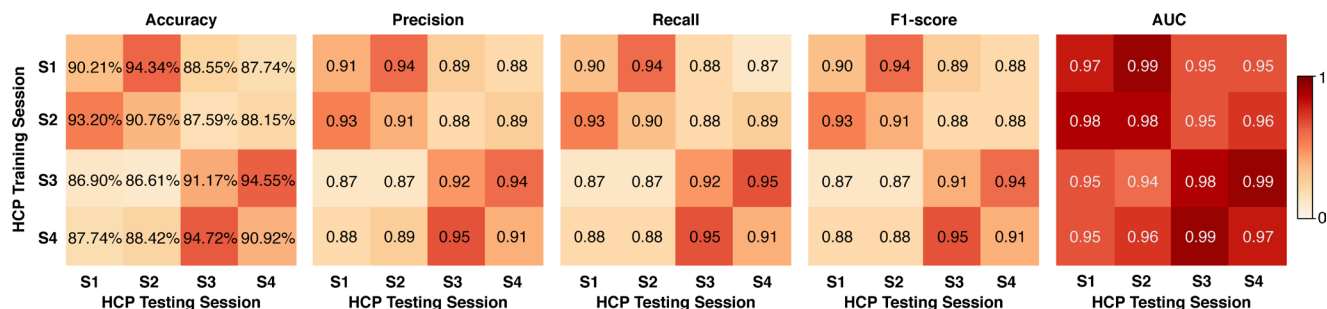 Accuracy Precision Recall F1-score AUC
HCP Training Session
S1 90.21% 94.34% 88.55% 87.74% 0.91 0.94 0.89 0.88 0.90 0.94 0.88 0.87 0.90 0.94 0.89 0.88 0.97 0.99 0.95 0.95
1
S2 93.20% 90.76% 87.59% 88.15% 0.93 0.91 0.88 0.89 0.93 0.90 0.88 0.89 0.93 0.91 0.88 0.88 0.98 0.98 0.95 0.96
S3 86.90% 86.61% 91.17% 94.55% 0.87 0.87 0.92 0.94 0.87 0.87 0.92 0.95 0.87 0.87 0.91 0.94 0.95 0.94 0.98 0.99
0
S4 87.74% 88.42% 94.72% 90.92% 0.88 0.89 0.95 0.91 0.88 0.88 0.95 0.91 0.88 0.88 0.95 0.91 0.95 0.96 0.99 0.97
S1 S2 S3 S4 S1 S2 S3 S4 S1 S2 S3 S4 S1 S2 S3 S4 S1 S2 S3 S4
HCP Testing Session HCP Testing Session HCP Testing Session HCP Testing Session HCP Testing Session